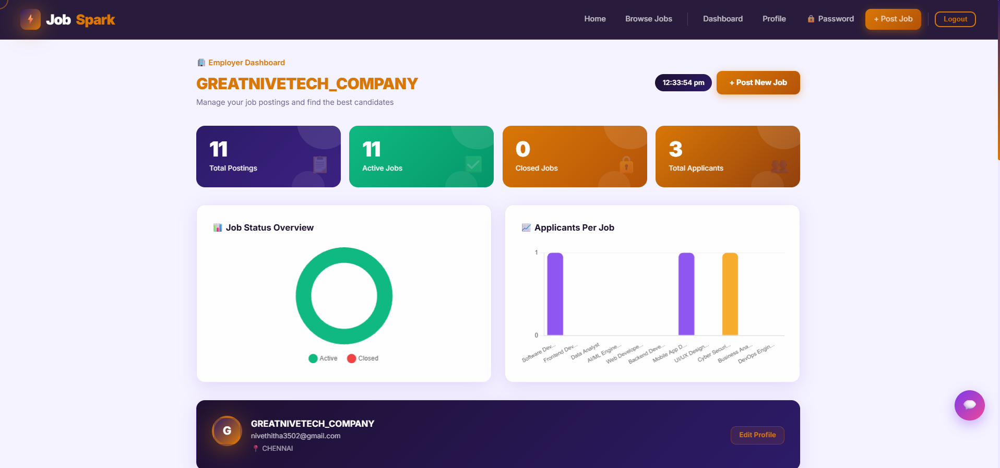 Job Spark
Home
Browse Jobs
Dashboard
Profile
Password
+ Post Job
Logout
Employer Dashboard
GREATNIVETECH_COMPANY
Manage your job postings and find the best candidates
12:33:54 pm
+ Post New Job
11
Total Postings
11
Active Jobs
0
Closed Jobs
3
Total Applicants
Job Status Overview
Active
Closed
Applicants Per Job
1
0
Software Dev...
Frontend Dev...
Data Analyst
AI/ML Engine...
Web Develope...
Backend Deve...
Mobile App D...
UI/UX Design...
Cyber Securi...
Business Ana...
DevOps Engin...
G
GREATNIVETECH_COMPANY
nivethitha3502@gmail.com
CHENNAI
Edit Profile